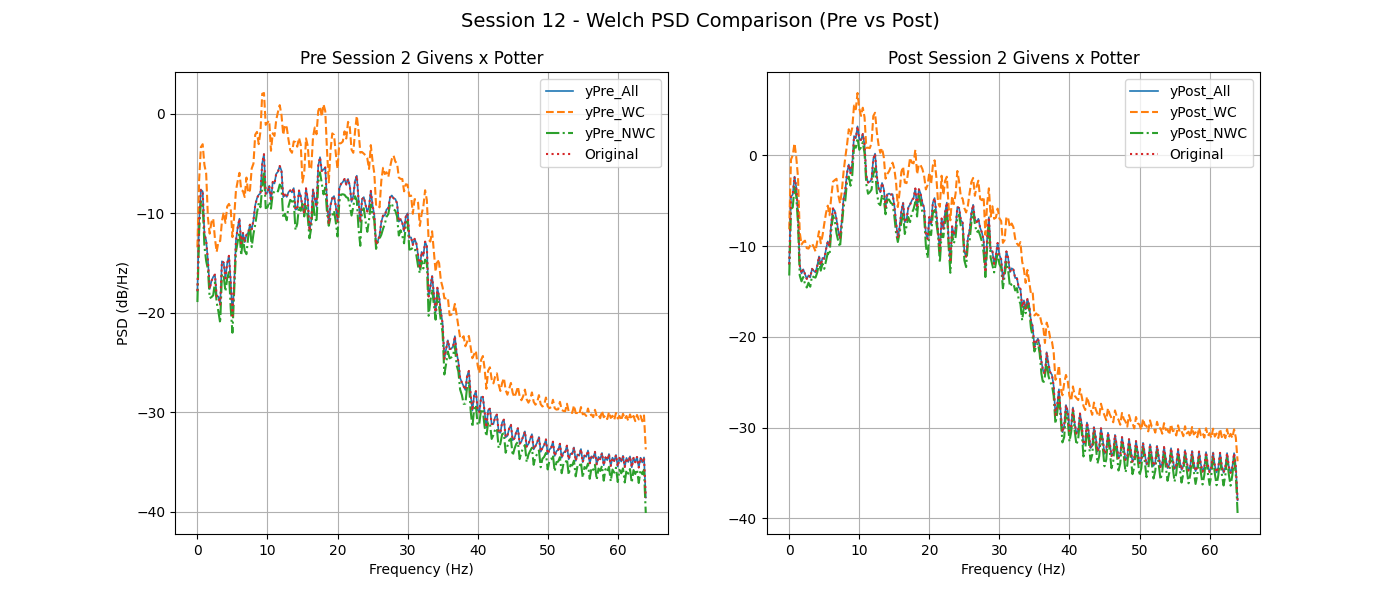 Session 12 - Welch PSD Comparison (Pre vs Post)
Pre Session 2 Givens x Potter
PSD (dB/Hz)
0
−10
−20
−30
−40
0 10 20 30 40 50 60
Frequency (Hz)
yPre_All
yPre_WC
yPre_NWC
Original
Post Session 2 Givens x Potter
0
−10
−20
−30
−40
0 10 20 30 40 50 60
Frequency (Hz)
yPost_All
yPost_WC
yPost_NWC
Original